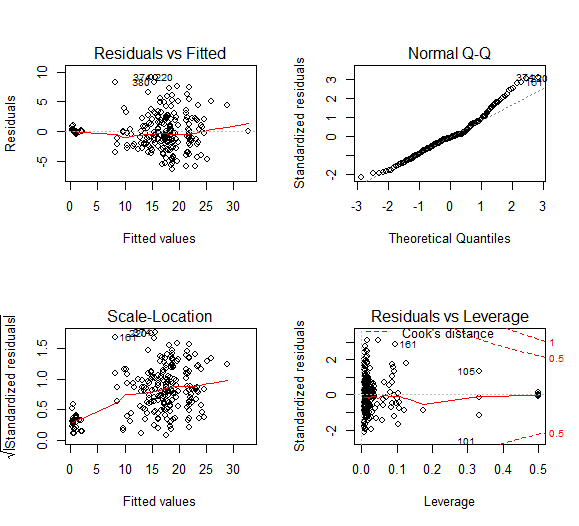 Residuals vs Fitted
Residuals
10
5
0
-5
380
0 5 10 15 20 25 30
Fitted values
Normal Q-Q
Standardized residuals
3
2
1
0
-2
161
-3 -2 -1 0 1 2 3
Theoretical Quantiles
Scale-Location
√|Standardized residuals|
1.5
1.0
0.5
0.0
161
0 5 10 15 20 25 30
Fitted values
Residuals vs Leverage
Standardized residuals
2
0
-2
Cook's distance
161
105
101
1
0.5
0.5
0.0 0.1 0.2 0.3 0.4 0.5
Leverage